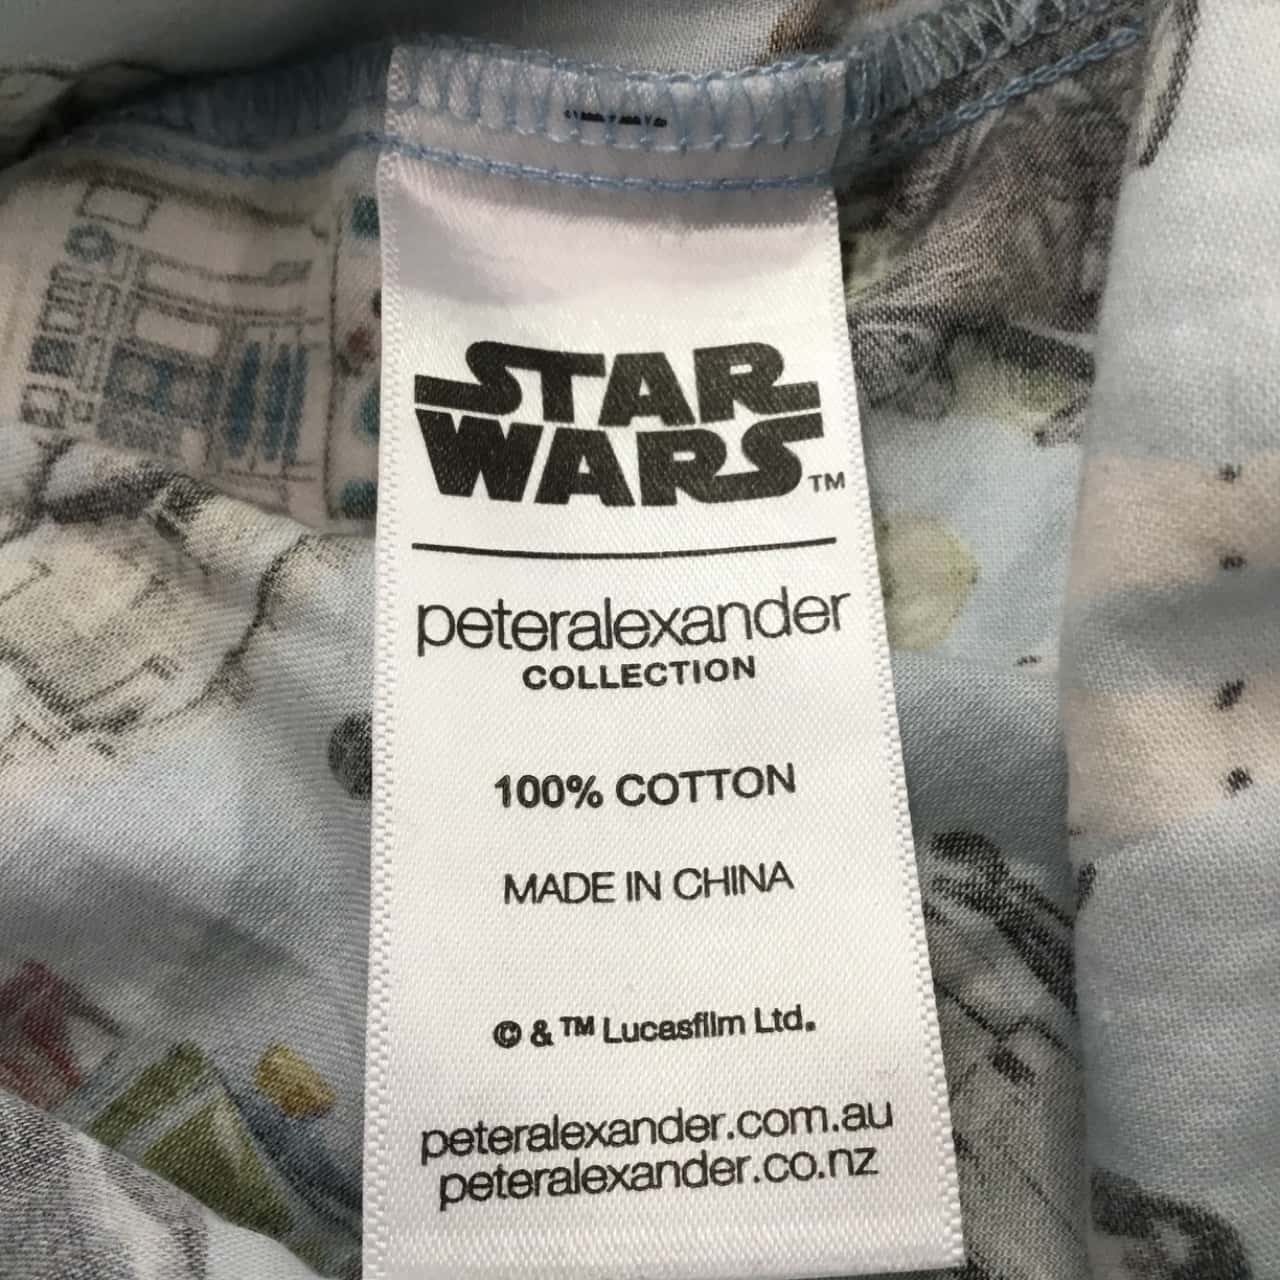 STAR
WARS™
peteralexander
COLLECTION
100% COTTON
MADE IN CHINA
© & ™ Lucasfilm Ltd.
peteralexander.com.au
peteralexander.co.nz